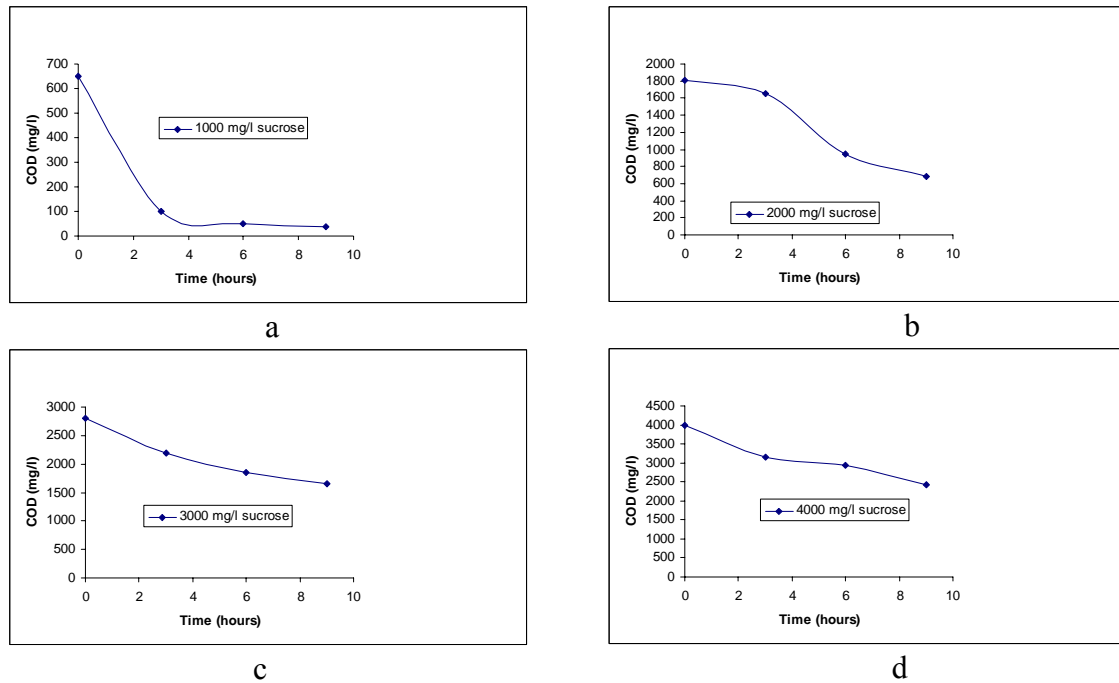 700
600
500
400
300
200
100
0
COD (mg/l)
1000 mg/l sucrose
0 2 4 6 8 10
Time (hours)
a
2000
1800
1600
1400
1200
1000
800
600
400
200
0
COD (mg/l)
2000 mg/l sucrose
0 2 4 6 8 10
Time (hours)
b
3000
2500
2000
1500
1000
500
0
COD (mg/l)
3000 mg/l sucrose
0 2 4 6 8 10
Time (hours)
c
4500
4000
3500
3000
2500
2000
1500
1000
500
0
COD (mg/l)
4000 mg/l sucrose
0 2 4 6 8 10
Time (hours)
d